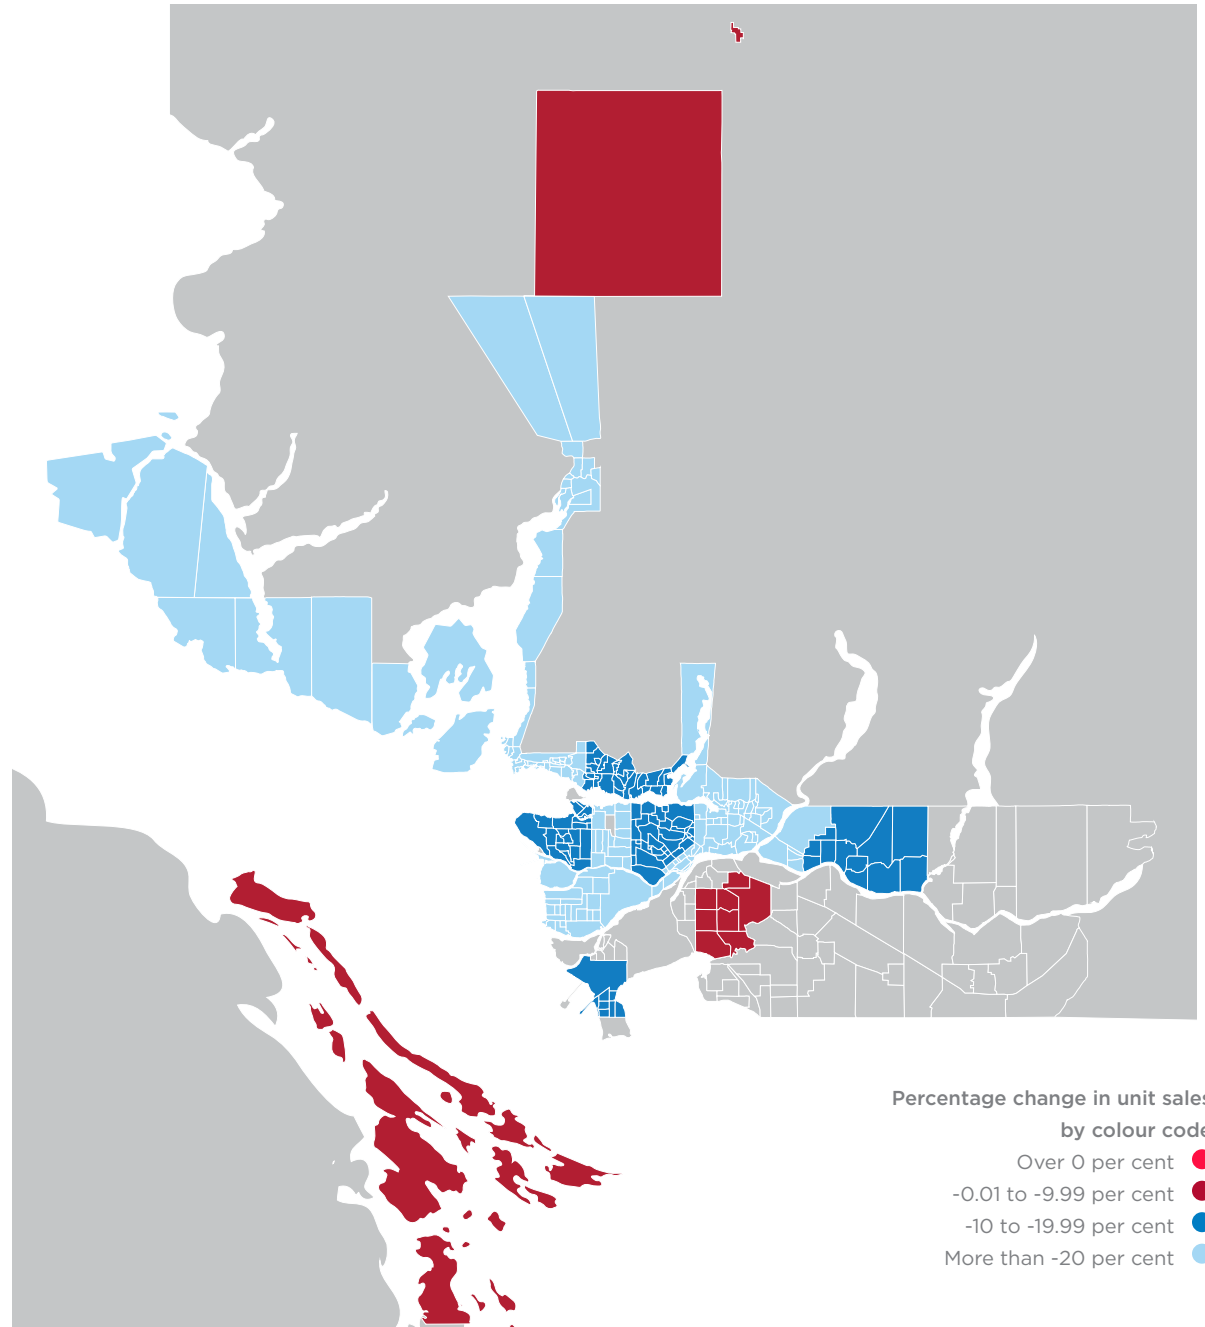 Percentage change in unit sales
by colour code
Over 0 per cent
-0.01 to -9.99 per cent
-10 to -19.99 per cent
More than -20 per cent